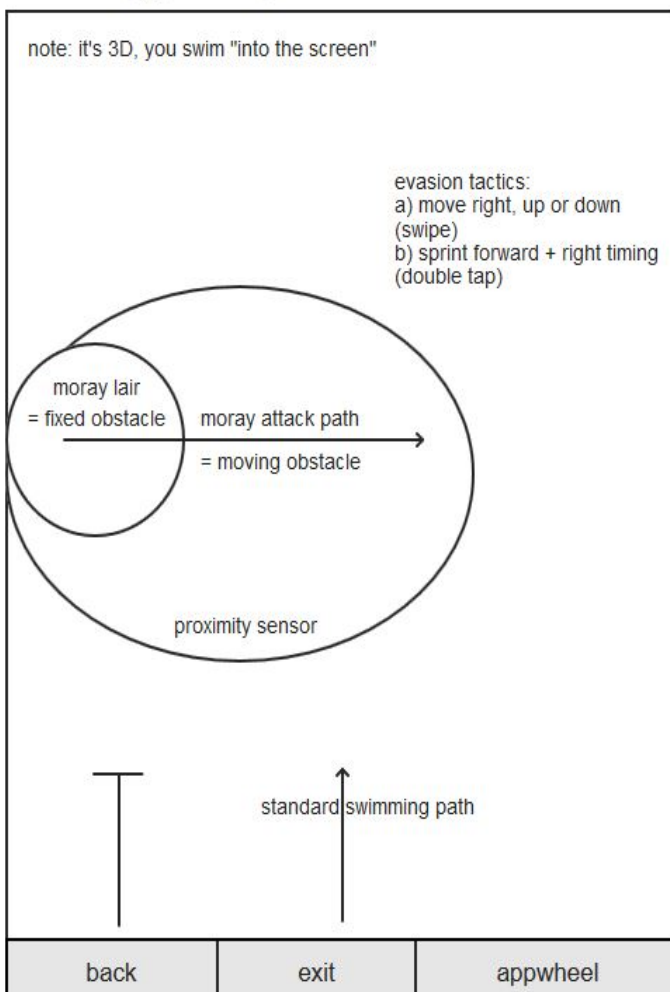 note: it's 3D, you swim "into the screen"
evasion tactics:
a) move right, up or down
(swipe)
b) sprint forward + right timing
(double tap)
moray lair
= fixed obstacle
moray attack path
= moving obstacle
proximity sensor
standard swimming path
back
exit
appwheel